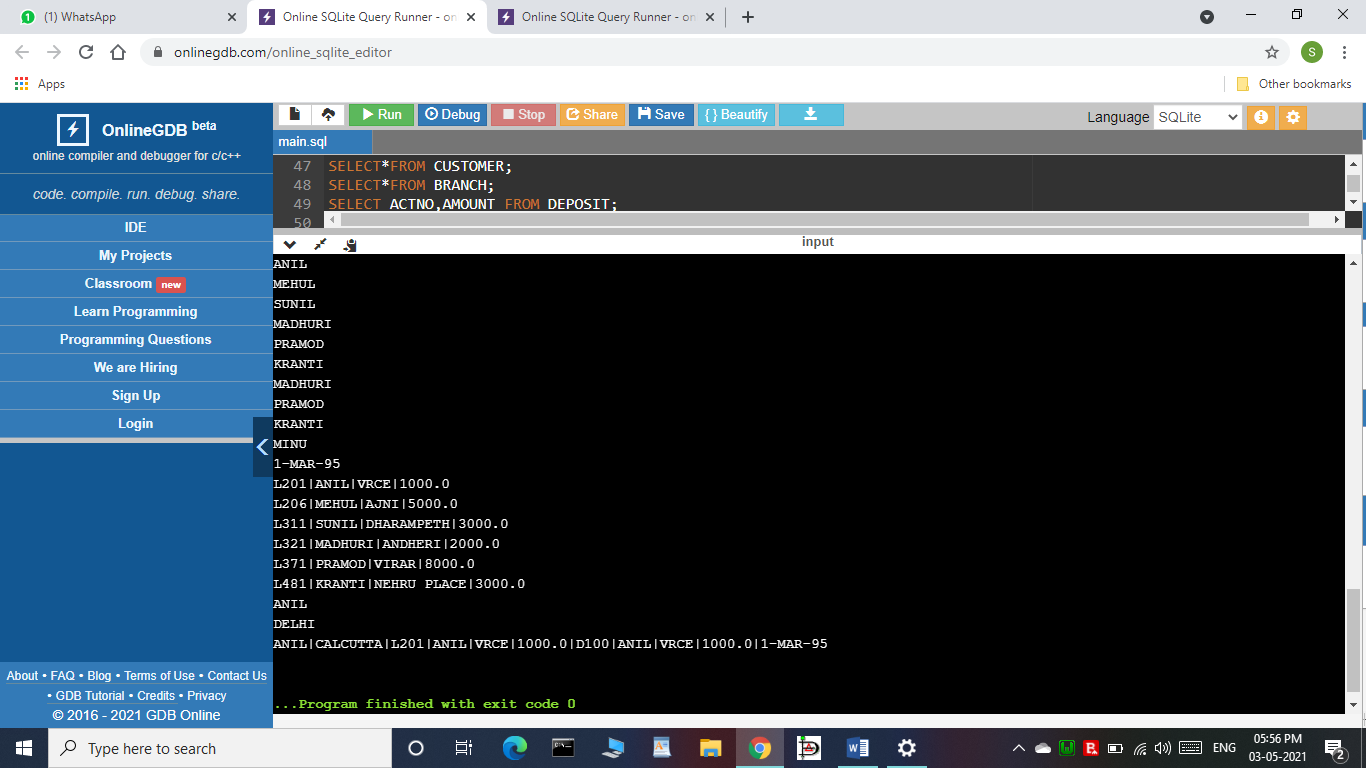 (1) WhatsApp
Online SQLite Query Runner - on
Online SQLite Query Runner - on
onlinegdb.com/online_sqlite_editor
S
Apps
Other bookmarks
OnlineGDB beta
online compiler and debugger for c/c++
code. compile. run. debug. share.
IDE
My Projects
Classroom new
Learn Programming
Programming Questions
We are Hiring
Sign Up
Login
About • FAQ • Blog • Terms of Use • Contact Us
• GDB Tutorial • Credits • Privacy
© 2016 - 2021 GDB Online
Run Debug Stop Share Save { } Beautify
Language SQLite
main.sql
47 SELECT*FROM CUSTOMER;
48 SELECT*FROM BRANCH;
49 SELECT ACTNO,AMOUNT FROM DEPOSIT;
50
input
ANIL
MEHUL
SUNIL
MADHURI
PRAMOD
KRANTI
MADHURI
PRAMOD
KRANTI
MINU
1-MAR-95
L201|ANIL|VRCE|1000.0
L206|MEHUL|AJNI|5000.0
L311|SUNIL|DHARAMPETH|3000.0
L321|MADHURI|ANDHERI|2000.0
L371|PRAMOD|VIRAR|8000.0
L481|KRANTI|NEHRU PLACE|3000.0
ANIL
DELHI
ANIL|CALCUTTA|L201|ANIL|VRCE|1000.0|D100|ANIL|VRCE|1000.0|1-MAR-95
...Program finished with exit code 0
Type here to search
ENG
05:56 PM
03-05-2021
2